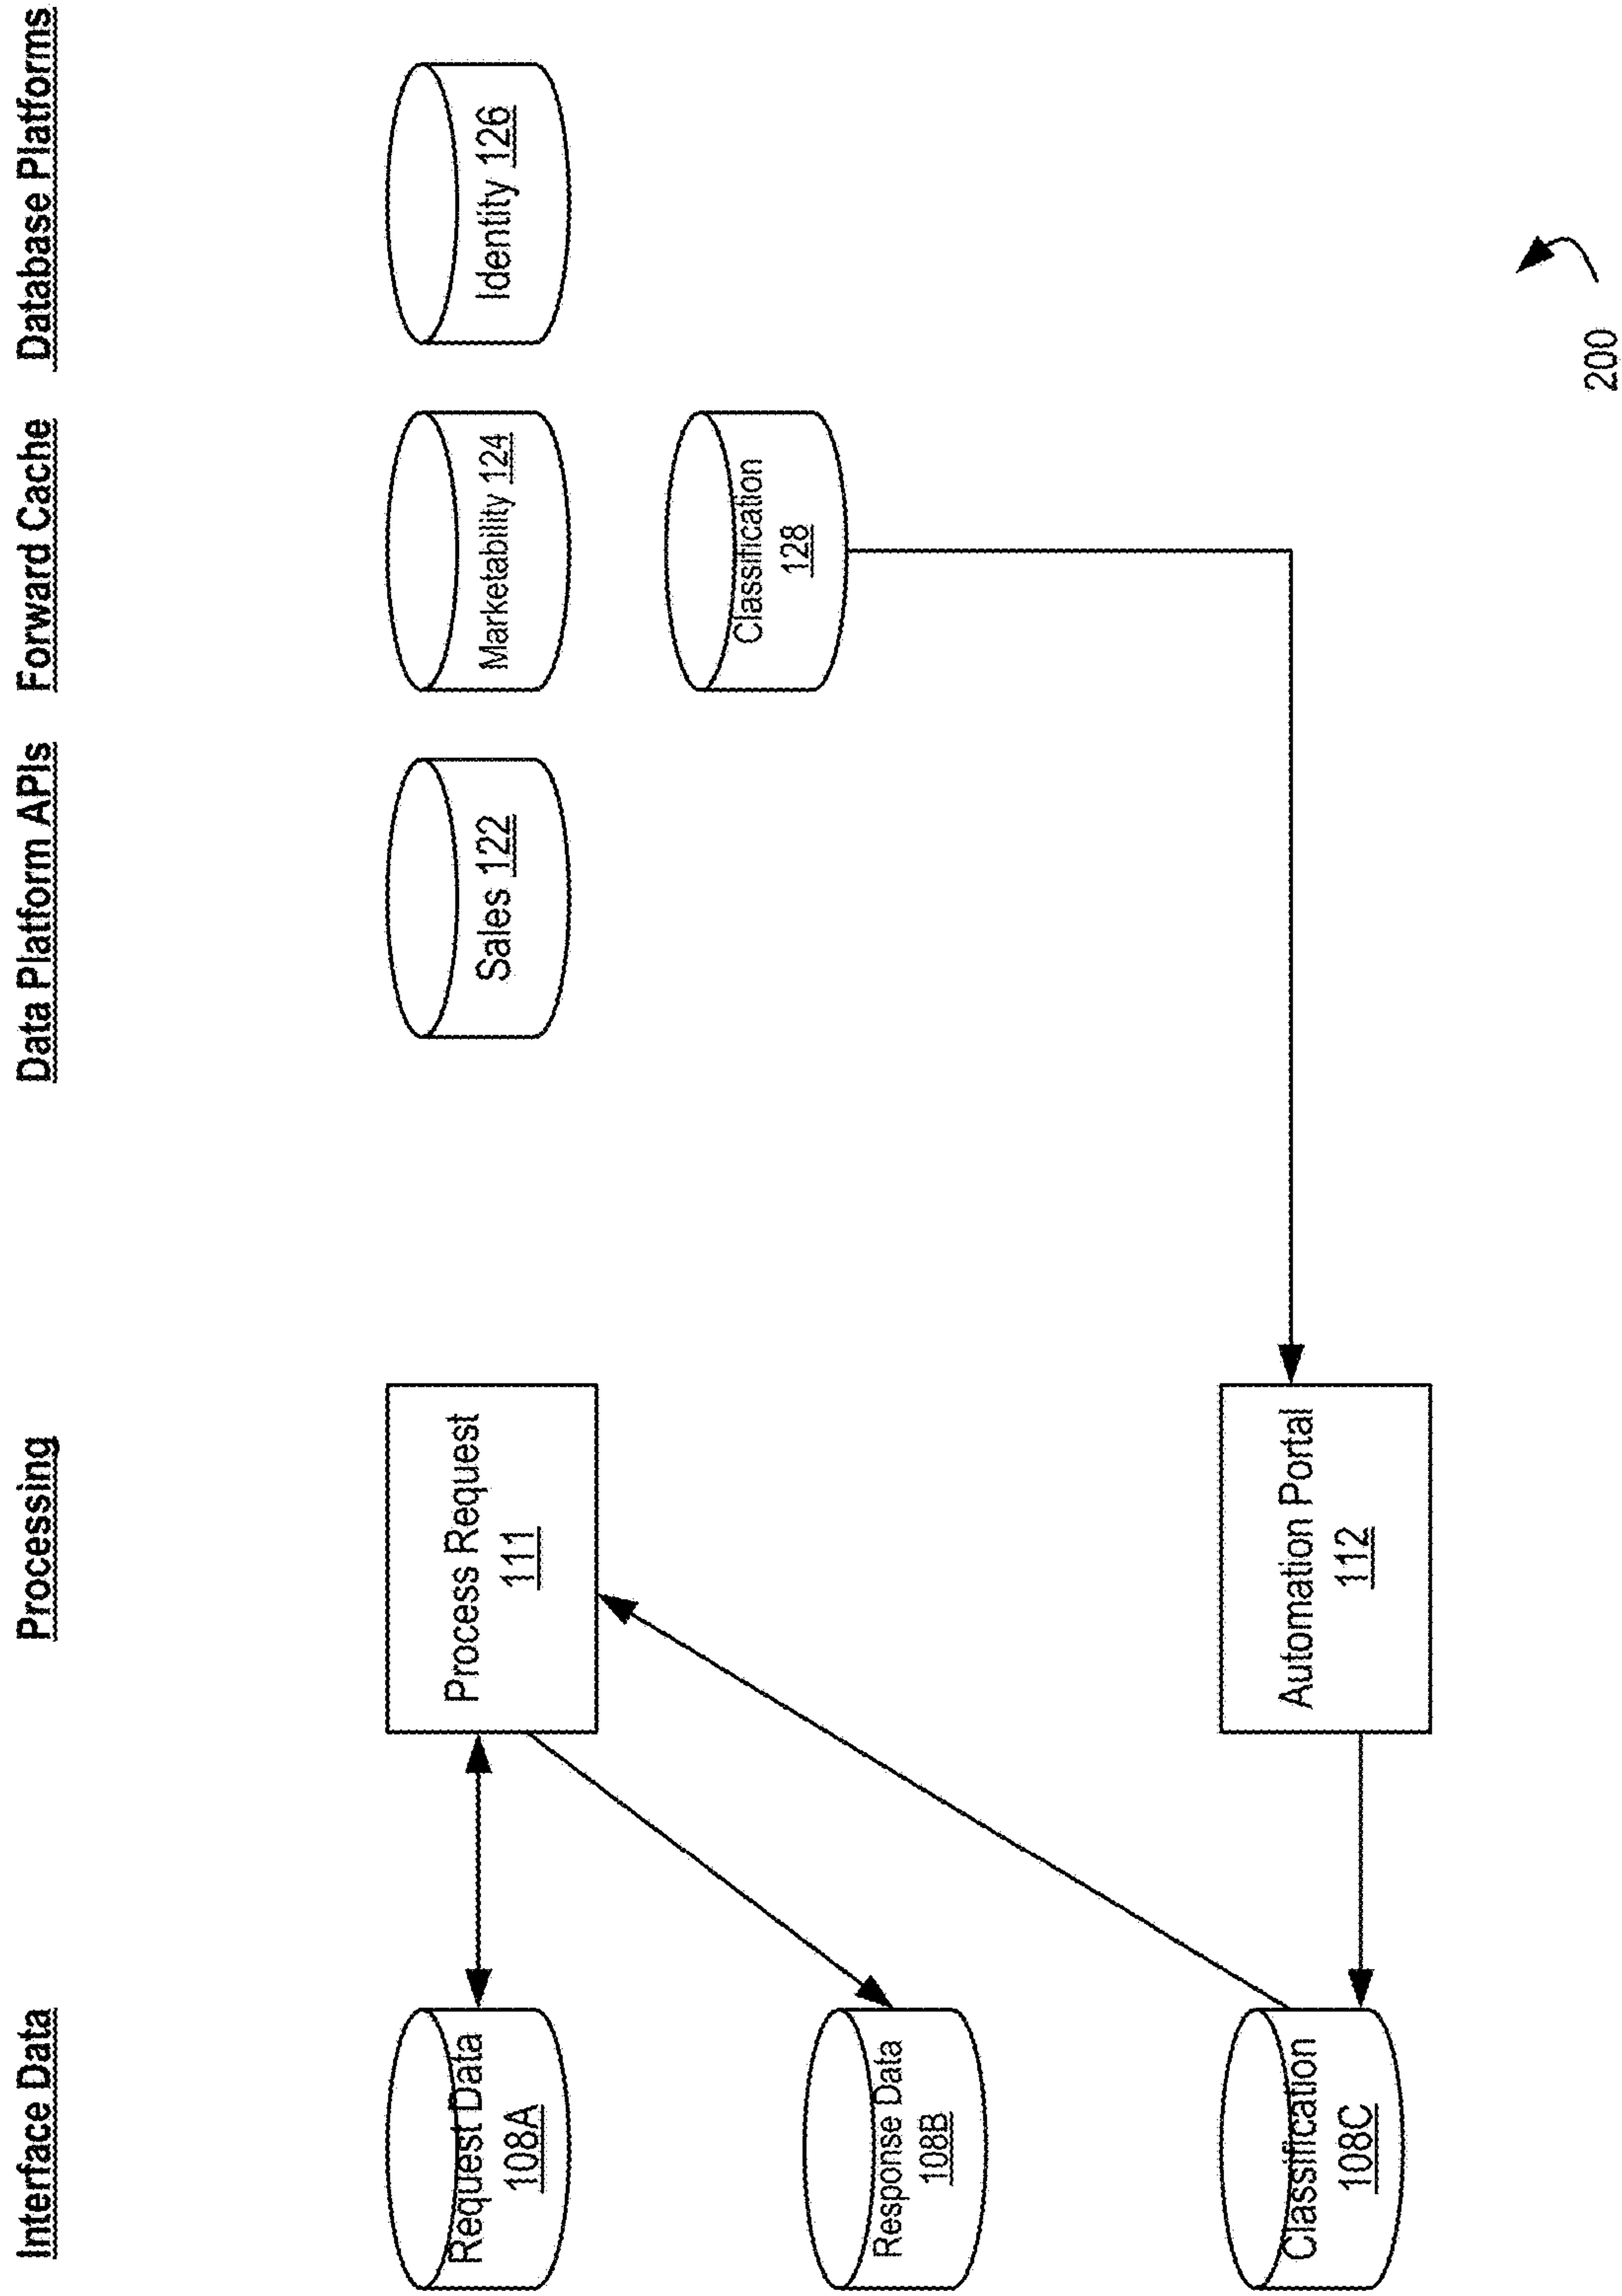 Interface Data
Processing
Data Platform APIs
Forward Cache
Database Platforms
Request Data
108A
Process Request
111
Sales 122
Marketability 124
Identity 126
Classification
128
Response Data
108B
Classification
108C
Automation Portal
112
200